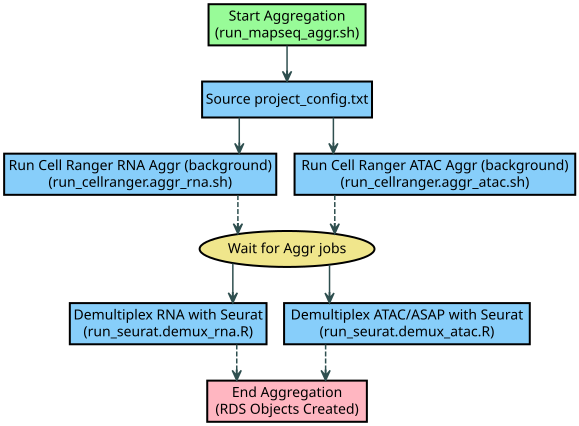 Start Aggregation
(run_mapseq_aggr.sh)
Source project_config.txt
Run Cell Ranger RNA Aggr (background)
(run_cellranger.aggr_rna.sh)
Run Cell Ranger ATAC Aggr (background)
(run_cellranger.aggr_atac.sh)
Wait for Aggr jobs
Demultiplex RNA with Seurat
(run_seurat.demux_rna.R)
Demultiplex ATAC/ASAP with Seurat
(run_seurat.demux_atac.R)
End Aggregation
(RDS Objects Created)